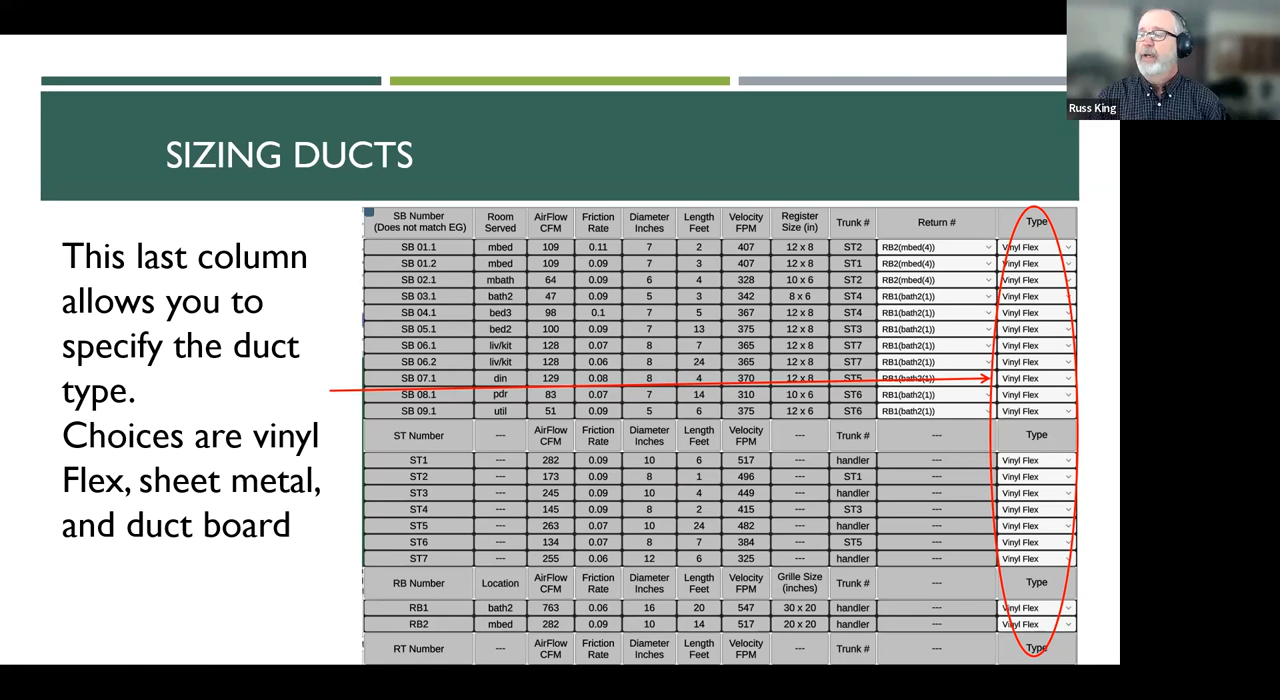 Russ King
SIZING DUCTS
This last column
allows you to
specify the duct
type.
Choices are vinyl
Flex, sheet metal,
and duct board
SB Number (Does not match EG) Room Served AirFlow CFM Friction Rate Diameter Inches Length Feet Velocity FPM Register Size (in) Trunk # Return # Type
SB 01.1 mbed 109 0.11 7 2 407 12 x 8 ST2 RB2(mbed(4)) Vinyl Flex
SB 01.2 mbed 109 0.09 7 3 407 12 x 8 ST1 RB2(mbed(4)) Vinyl Flex
SB 02.1 mbath 64 0.09 6 4 328 10 x 6 ST2 RB2(mbed(4)) Vinyl Flex
SB 03.1 bath2 47 0.09 5 3 342 8 x 6 ST4 RB1(bath2(1)) Vinyl Flex
SB 04.1 bed3 98 0.1 7 5 367 12 x 8 ST4 RB1(bath2(1)) Vinyl Flex
SB 05.1 bed2 100 0.09 7 13 375 12 x 8 ST3 RB1(bath2(1)) Vinyl Flex
SB 06.1 liv/kit 128 0.07 8 7 365 12 x 8 ST7 RB1(bath2(1)) Vinyl Flex
SB 06.2 liv/kit 128 0.06 8 24 365 12 x 8 ST7 RB1(bath2(1)) Vinyl Flex
SB 07.1 din 129 0.08 8 4 370 12 x 8 ST5 RB1(bath2(1)) Vinyl Flex
SB 08.1 pdr 83 0.07 7 14 310 10 x 6 ST6 RB1(bath2(1)) Vinyl Flex
SB 09.1 util 51 0.09 5 6 375 12 x 6 ST6 RB1(bath2(1)) Vinyl Flex
ST Number --- AirFlow CFM Friction Rate Diameter Inches Length Feet Velocity FPM --- Trunk # --- Type
ST1 --- 282 0.09 10 6 517 --- handler --- Vinyl Flex
ST2 --- 173 0.09 8 1 496 --- ST1 --- Vinyl Flex
ST3 --- 245 0.09 10 4 449 --- handler --- Vinyl Flex
ST4 --- 145 0.09 8 2 415 --- ST3 --- Vinyl Flex
ST5 --- 263 0.07 10 24 482 --- handler --- Vinyl Flex
ST6 --- 134 0.07 8 7 384 --- ST5 --- Vinyl Flex
ST7 --- 255 0.06 12 6 325 --- handler --- Vinyl Flex
RB Number Location AirFlow CFM Friction Rate Diameter Inches Length Feet Velocity FPM Grille Size (inches) Trunk # --- Type
RB1 bath2 763 0.06 16 20 547 30 x 20 handler --- Vinyl Flex
RB2 mbed 282 0.09 10 14 517 20 x 20 handler --- Vinyl Flex
RT Number --- AirFlow CFM Friction Rate Diameter Inches Length Feet Velocity FPM --- Trunk # --- Type